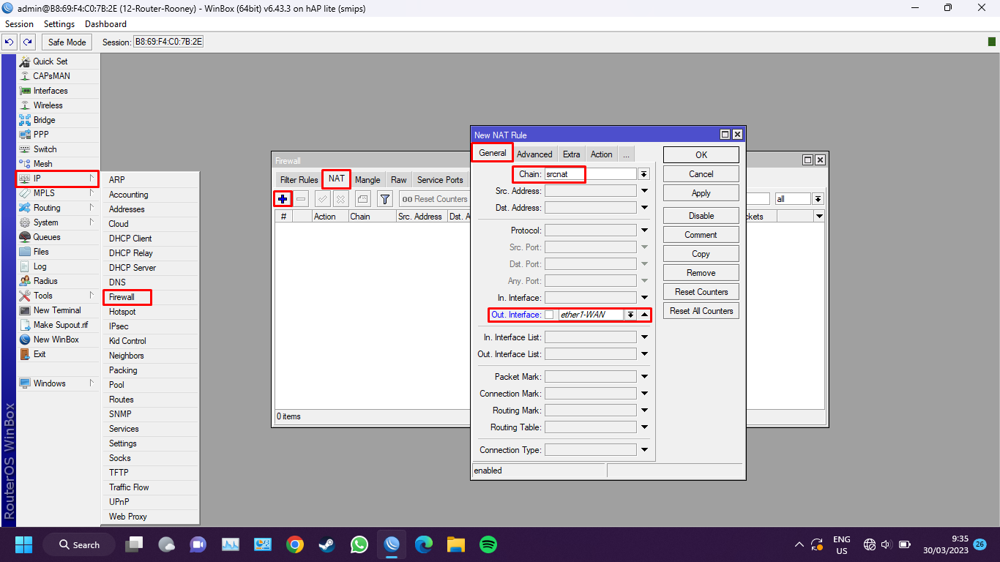 admin@B8:69:F4:C0:7B:2E (12-Router-Rooney) - WinBox (64bit) v6.43.3 on hAP lite (smips)
Session Settings Dashboard
Safe Mode Session: B8:69:F4:C0:7B:2E
Quick Set
CAPsMAN
Interfaces
Wireless
Bridge
PPP
Switch
Mesh
IP
MPLS
Routing
System
Queues
Files
Log
Radius
Tools
New Terminal
Make Supout.rif
New WinBox
Exit
Windows
RouterOS WinBox
ARP
Accounting
Addresses
Cloud
DHCP Client
DHCP Relay
DHCP Server
DNS
Firewall
Hotspot
IPsec
Kid Control
Neighbors
Packing
Pool
Routes
SNMP
Services
Settings
Socks
TFTP
Traffic Flow
UPnP
Web Proxy
Firewall
Filter Rules NAT Mangle Raw Service Ports
00 Reset Counters
all
# Action Chain Src. Address Dst. A
ckets
0 items
New NAT Rule
General Advanced Extra Action ...
Chain: srcnat
Src. Address:
Dst. Address:
Protocol:
Src. Port:
Dst. Port:
Any. Port:
In. Interface:
Out. Interface: ether1-WAN
In. Interface List:
Out. Interface List:
Packet Mark:
Connection Mark:
Routing Mark:
Routing Table:
Connection Type:
enabled
OK
Cancel
Apply
Disable
Comment
Copy
Remove
Reset Counters
Reset All Counters
Search
ENG
US
9:35
30/03/2023
26